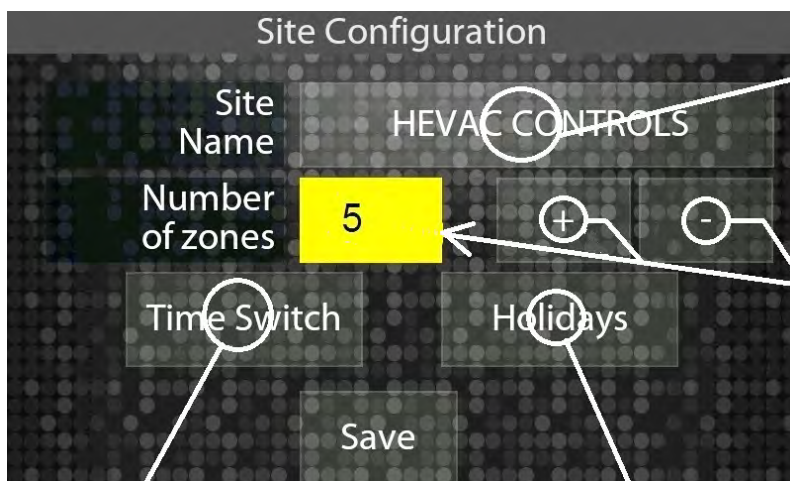 Site Configuration
Site
Name
HEVAC CONTROLS
Number
of zones
5
+
-
Time Switch
Holidays
Save